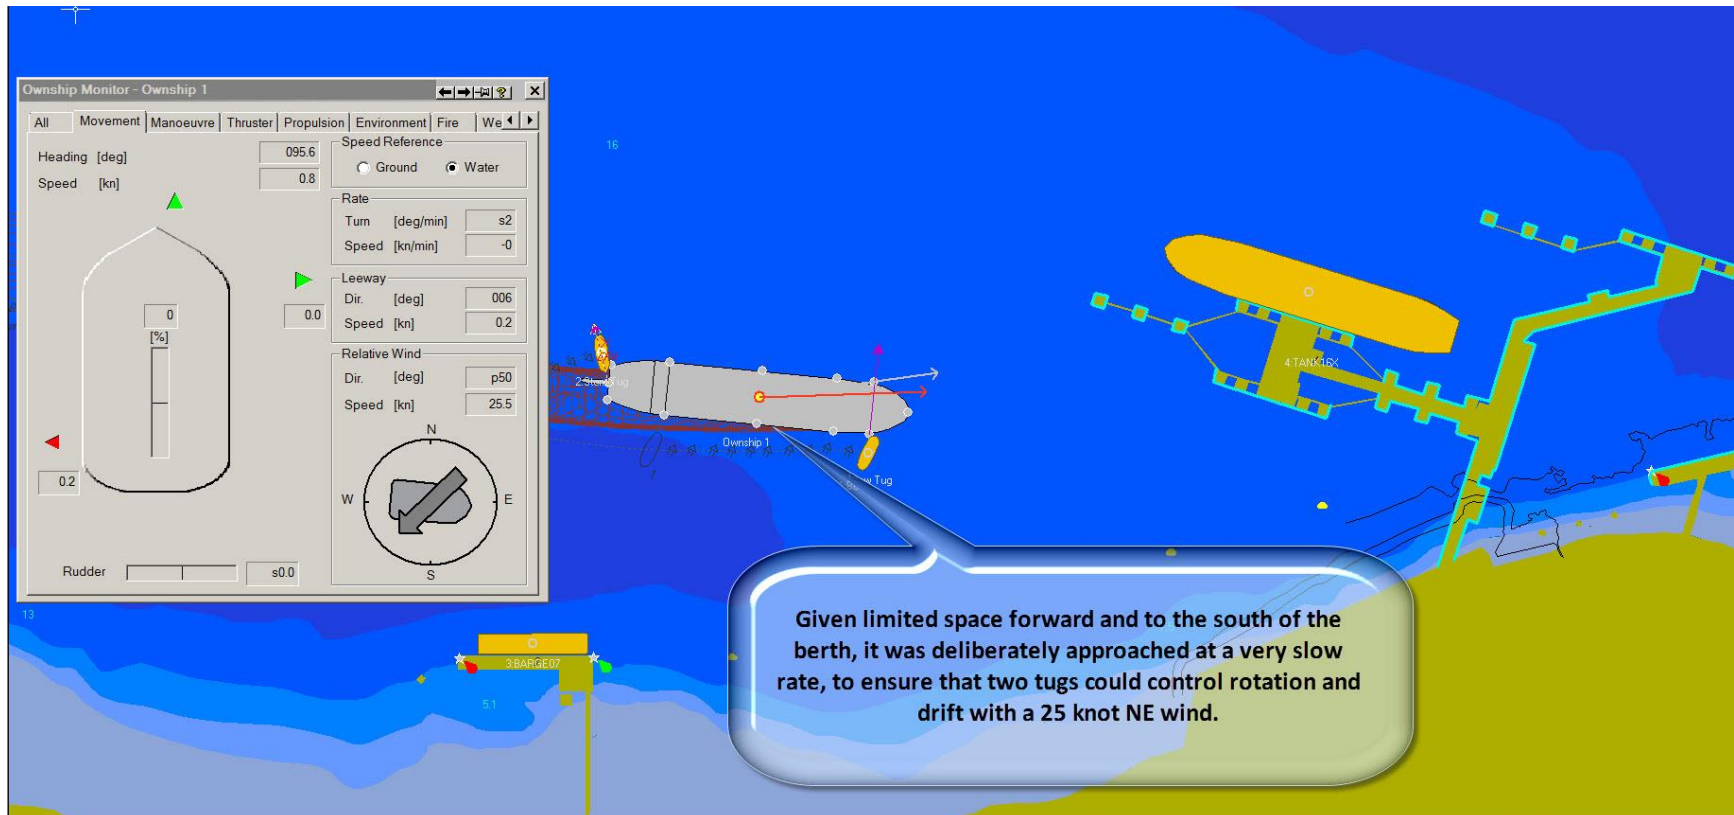 Ownship Monitor - Ownship 1
All Movement Manoeuvre Thruster Propulsion Environment Fire We
Heading [deg] 095.6
Speed [kn] 0.8
Speed Reference
Ground Water
Rate
Turn [deg/min] s2
Speed [kn/min] -0
Leeway
Dir. [deg] 006
Speed [kn] 0.2
Relative Wind
Dir. [deg] p50
Speed [kn] 25.5
0
[%]
0.0
0.2
N
W E
S
Rudder s0.0
16
4:TANK16X
Ownship 1
Tug
13
3:BARGE07
5.1
Given limited space forward and to the south of the
berth, it was deliberately approached at a very slow
rate, to ensure that two tugs could control rotation and
drift with a 25 knot NE wind.